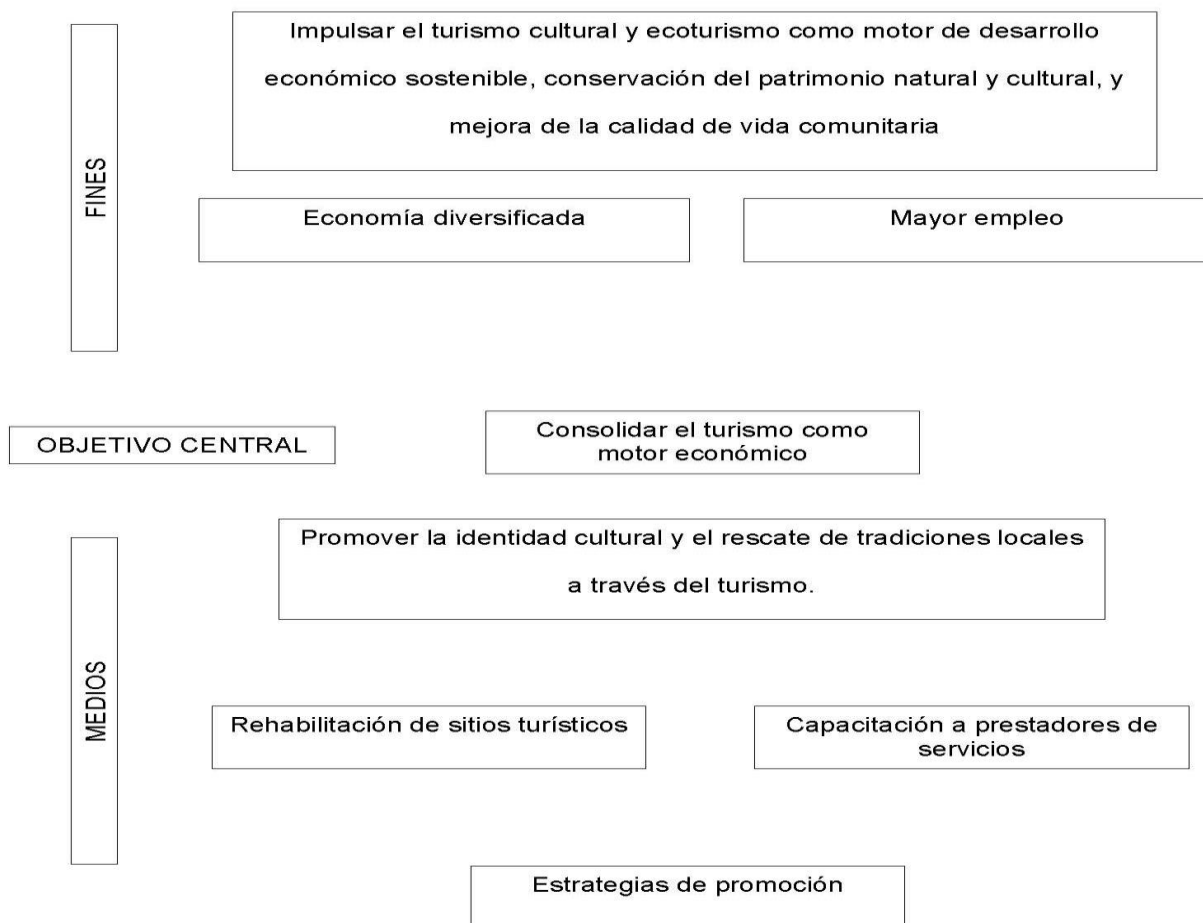 FINES
Impulsar el turismo cultural y ecoturismo como motor de desarrollo
económico sostenible, conservación del patrimonio natural y cultural, y
mejora de la calidad de vida comunitaria
Economía diversificada
Mayor empleo
OBJETIVO CENTRAL
Consolidar el turismo como
motor económico
MEDIOS
Promover la identidad cultural y el rescate de tradiciones locales
a través del turismo.
Rehabilitación de sitios turísticos
Capacitación a prestadores de
servicios
Estrategias de promoción